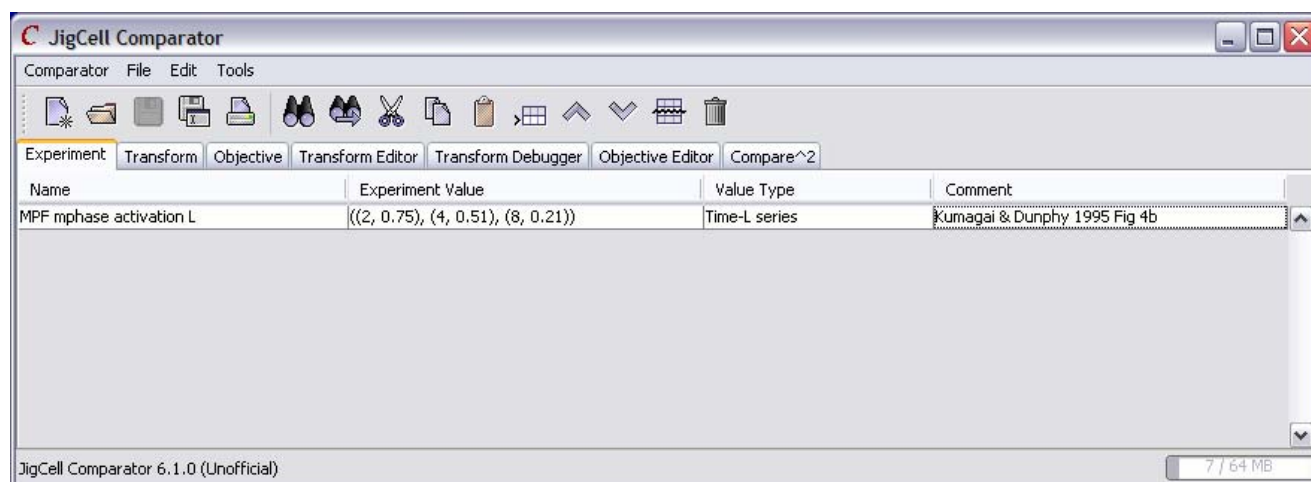 C JigCell Comparator
Comparator File Edit Tools
Experiment Transform Objective Transform Editor Transform Debugger Objective Editor Compare^2
Name Experiment Value Value Type Comment
MPF mphase activation L ((2, 0.75), (4, 0.51), (8, 0.21)) Time-L series Kumagai & Dunphy 1995 Fig 4b
JigCell Comparator 6.1.0 (Unofficial) 7 / 64 MB